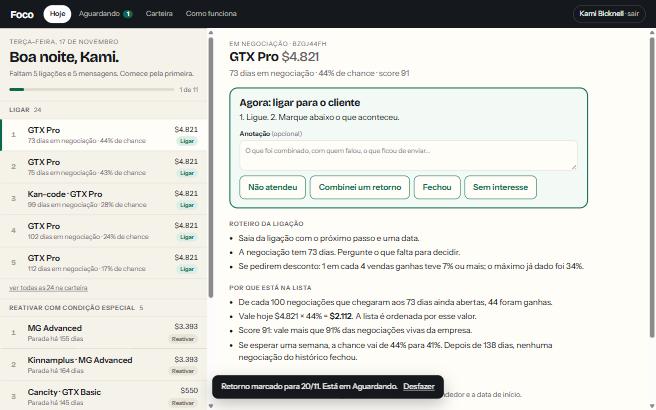 Foco
Hoje
Aguardando 1
Carteira
Como funciona
Kami Bicknell · sair
TERÇA-FEIRA, 17 DE NOVEMBRO
Boa noite, Kami.
Faltam 5 ligações e 5 mensagens. Comece pela primeira.
1 de 11
LIGAR 24
1 GTX Pro $4.821
73 dias em negociação · 44% de chance Ligar
2 GTX Pro $4.821
75 dias em negociação · 43% de chance Ligar
3 Kan-code · GTX Pro $4.821
99 dias em negociação · 28% de chance Ligar
4 GTX Pro $4.821
102 dias em negociação · 24% de chance Ligar
5 GTX Pro $4.821
112 dias em negociação · 17% de chance Ligar
ver todas as 24 na carteira
REATIVAR COM CONDIÇÃO ESPECIAL 5
1 MG Advanced $3.393
Parada há 155 dias Reativar
2 Kinnamplus · MG Advanced $3.393
Parada há 164 dias Reativar
3 Cancity · GTX Basic $550
Parada há 145 dias Reativar
EM NEGOCIAÇÃO · BZGJ44FH
GTX Pro $4.821
73 dias em negociação · 44% de chance · score 91
Agora: ligar para o cliente
1. Ligue. 2. Marque abaixo o que aconteceu.
Anotação (opcional)
O que foi combinado, com quem falou, o que ficou de enviar...
Não atendeu
Combinei um retorno
Fechou
Sem interesse
ROTEIRO DA LIGAÇÃO
• Saia da ligação com o próximo passo e uma data.
• A negociação tem 73 dias. Pergunte o que falta para decidir.
• Se pedirem desconto: 1 em cada 4 vendas ganhas teve 7% ou mais; o máximo já dado foi 34%.
POR QUE ESTÁ NA LISTA
• De cada 100 negociações que chegaram aos 73 dias ainda abertas, 44 foram ganhas.
• Vale hoje $4.821 × 44% = $2.112. A lista é ordenada por esse valor.
• Score 91: vale mais que 91% das negociações vivas da empresa.
• Se esperar uma semana, a chance vai de 44% para 41%. Depois de 138 dias, nenhuma
negociação do histórico fechou.
Retorno marcado para 20/11. Está em Aguardando. Desfazer
ndedor e a data de início.